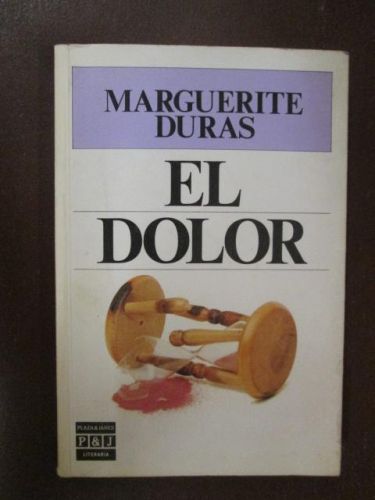 MARGUERITE
DURAS
EL
DOLOR
PLAZA & JANES
P&J
LITERARIA